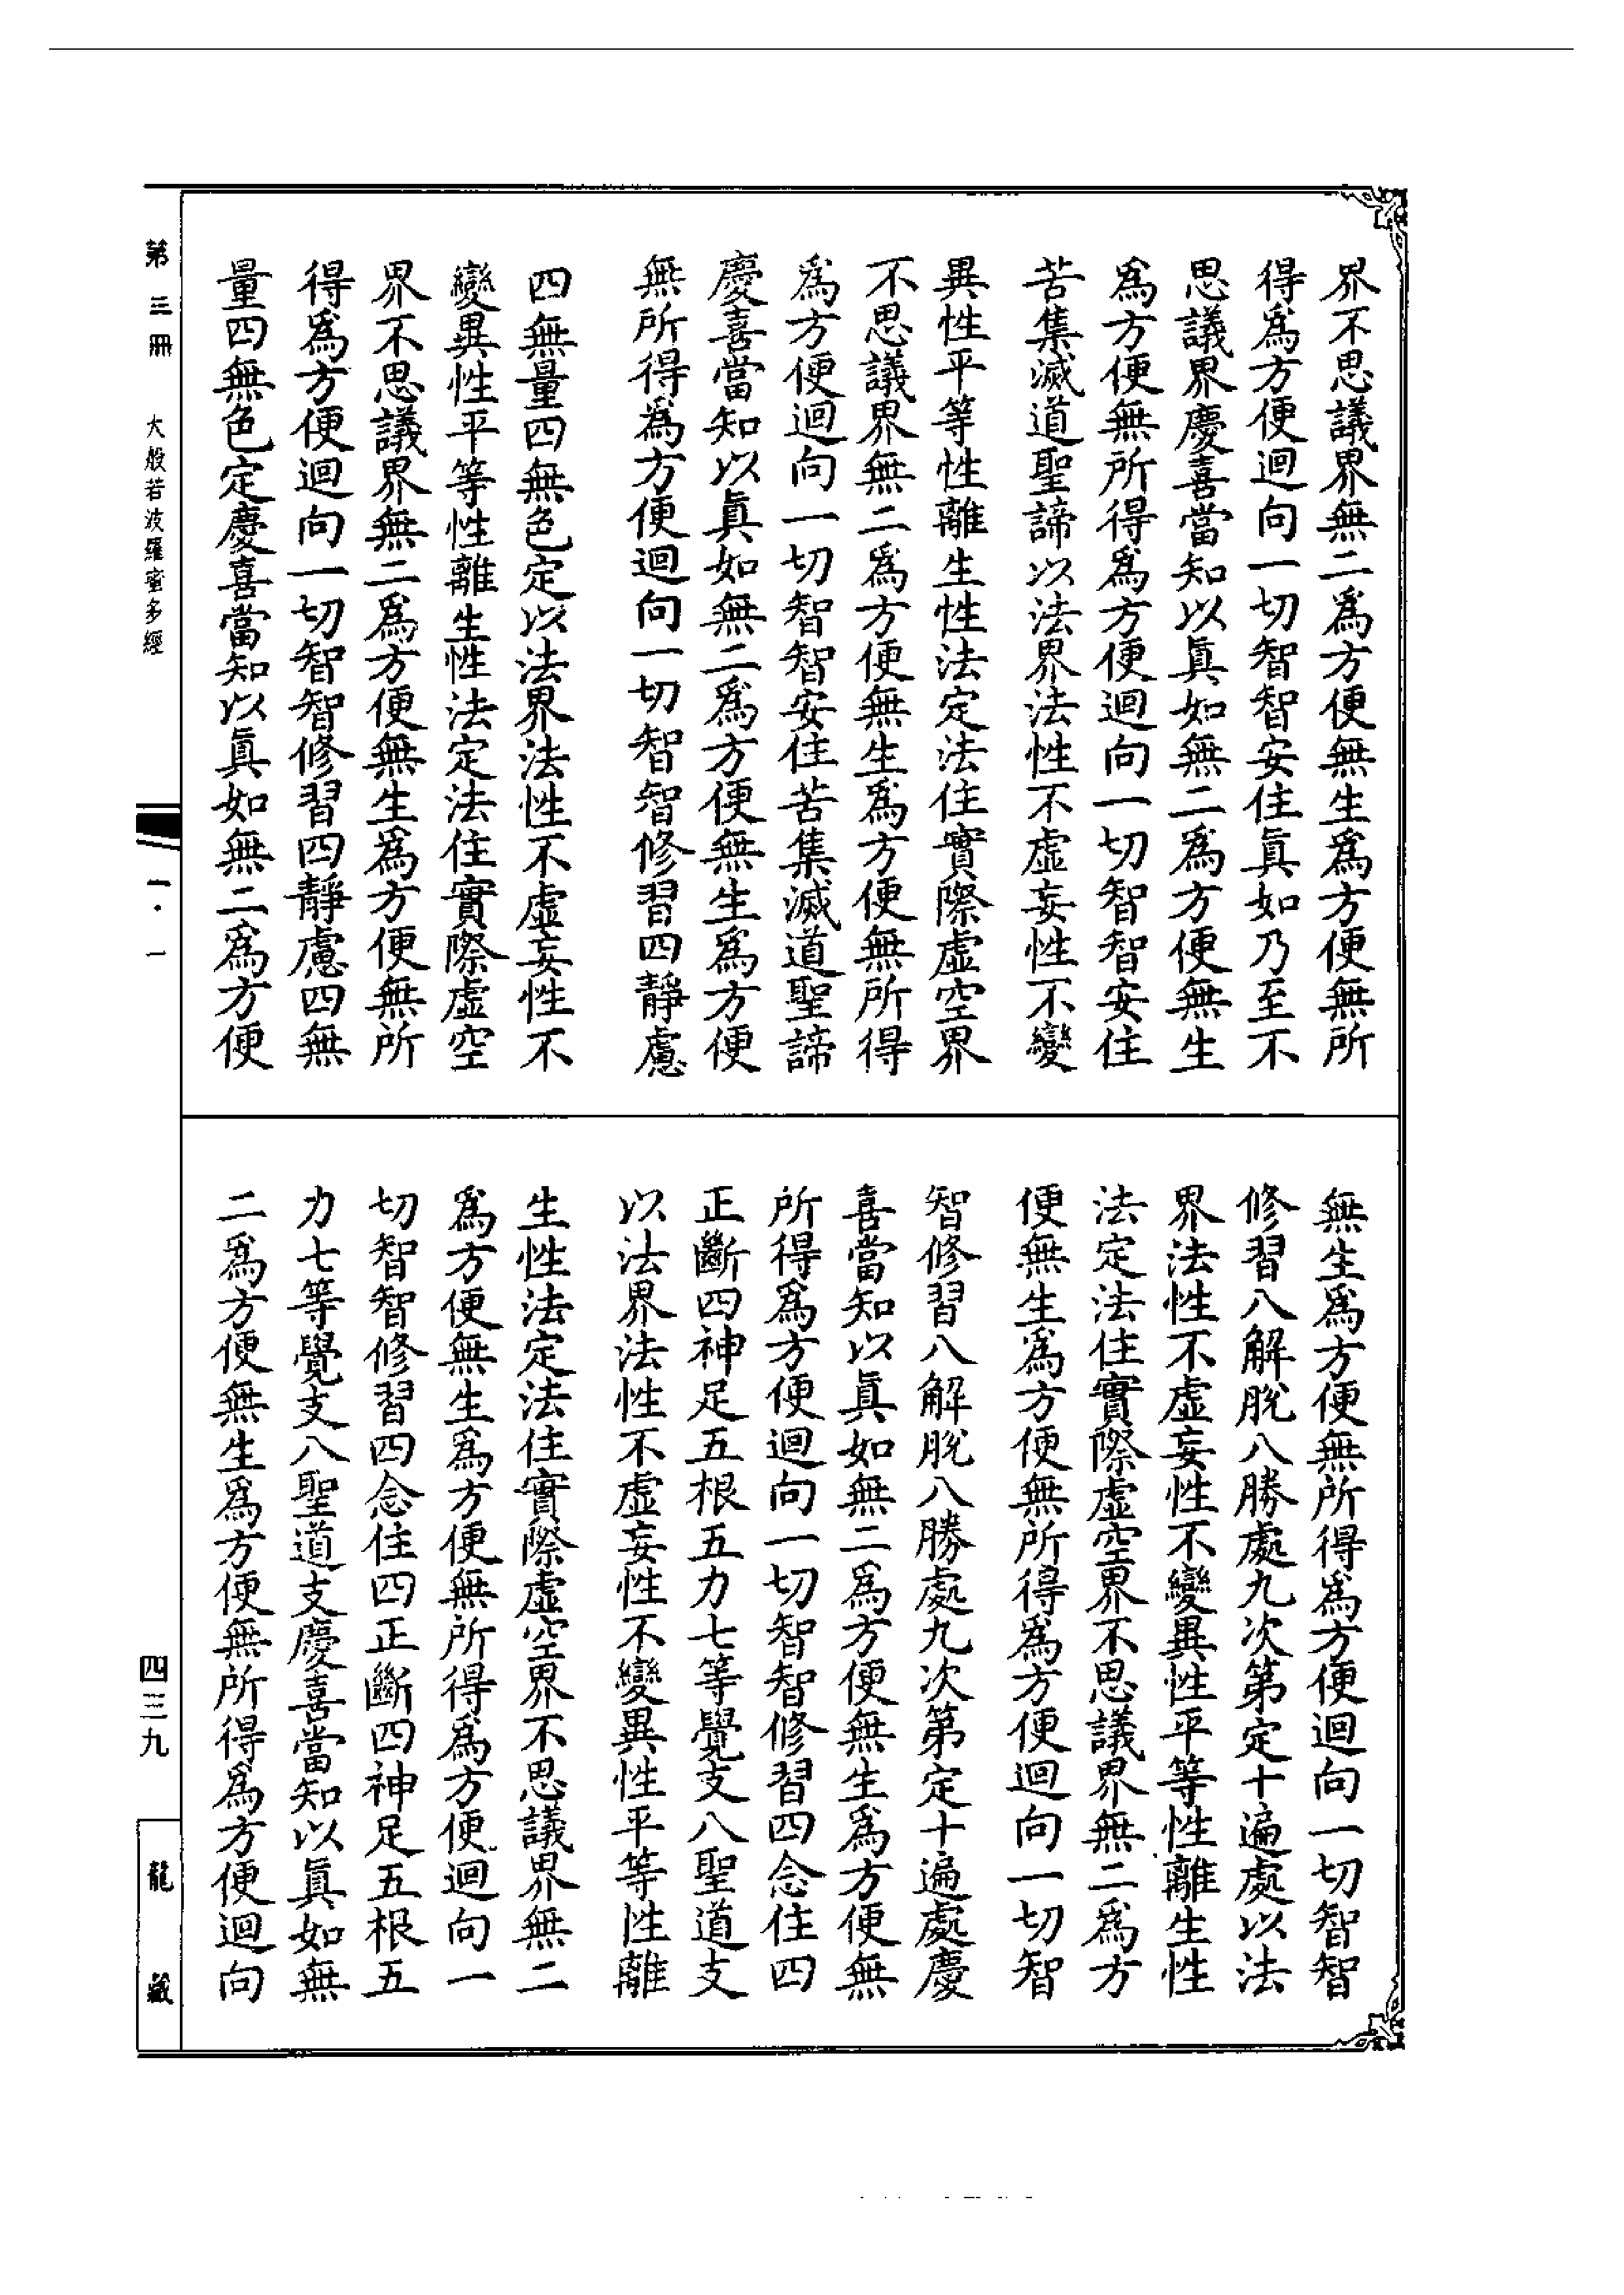 界不思議界無二爲方便無生爲方便無所
得爲方便迴向一切智智安住眞如乃至不
思議界慶喜當知以眞如無二爲方便無生
爲方便無所得爲方便迴向一切智智安住
苦集滅道聖諦以法界法性不虛妄性不變
異性平等性離生性法定法住實際虛空界
不思議界無二爲方便無生爲方便無所得
爲方便迴向一切智智安住苦集滅道聖諦
慶喜當知以眞如無二爲方便無生爲方便
無所得爲方便迴向一切智智修習四靜慮
四無量四無色定以法界法性不虛妄性不
變異性平等性離生性法定法住實際虛空
界不思議界無二爲方便無生爲方便無所
得爲方便迴向一切智智修習四靜慮四無
量四無色定慶喜當知以眞如無二爲方便
無生爲方便無所得爲方便迴向一切智智
修習八解脫八勝處九次第定十遍處以法
界法性不虛妄性不變異性平等性離生性
法定法住實際虛空界不思議界無二爲方
便無生爲方便無所得爲方便迴向一切智
智修習八解脫八勝處九次第定十遍處慶
喜當知以眞如無二爲方便無生爲方便無
所得爲方便迴向一切智智修習四念住四
正斷四神足五根五力七等覺支八聖道支
以法界法性不虛妄性不變異性平等性離
生性法定法住實際虛空界不思議界無二
爲方便無生爲方便無所得爲方便迴向一
切智智修習四念住四正斷四神足五根五
力七等覺支八聖道支慶喜當知以眞如無
二爲方便無生爲方便無所得爲方便迴向
第三冊 大般若波羅蜜多經 一·一 四三九 龍藏